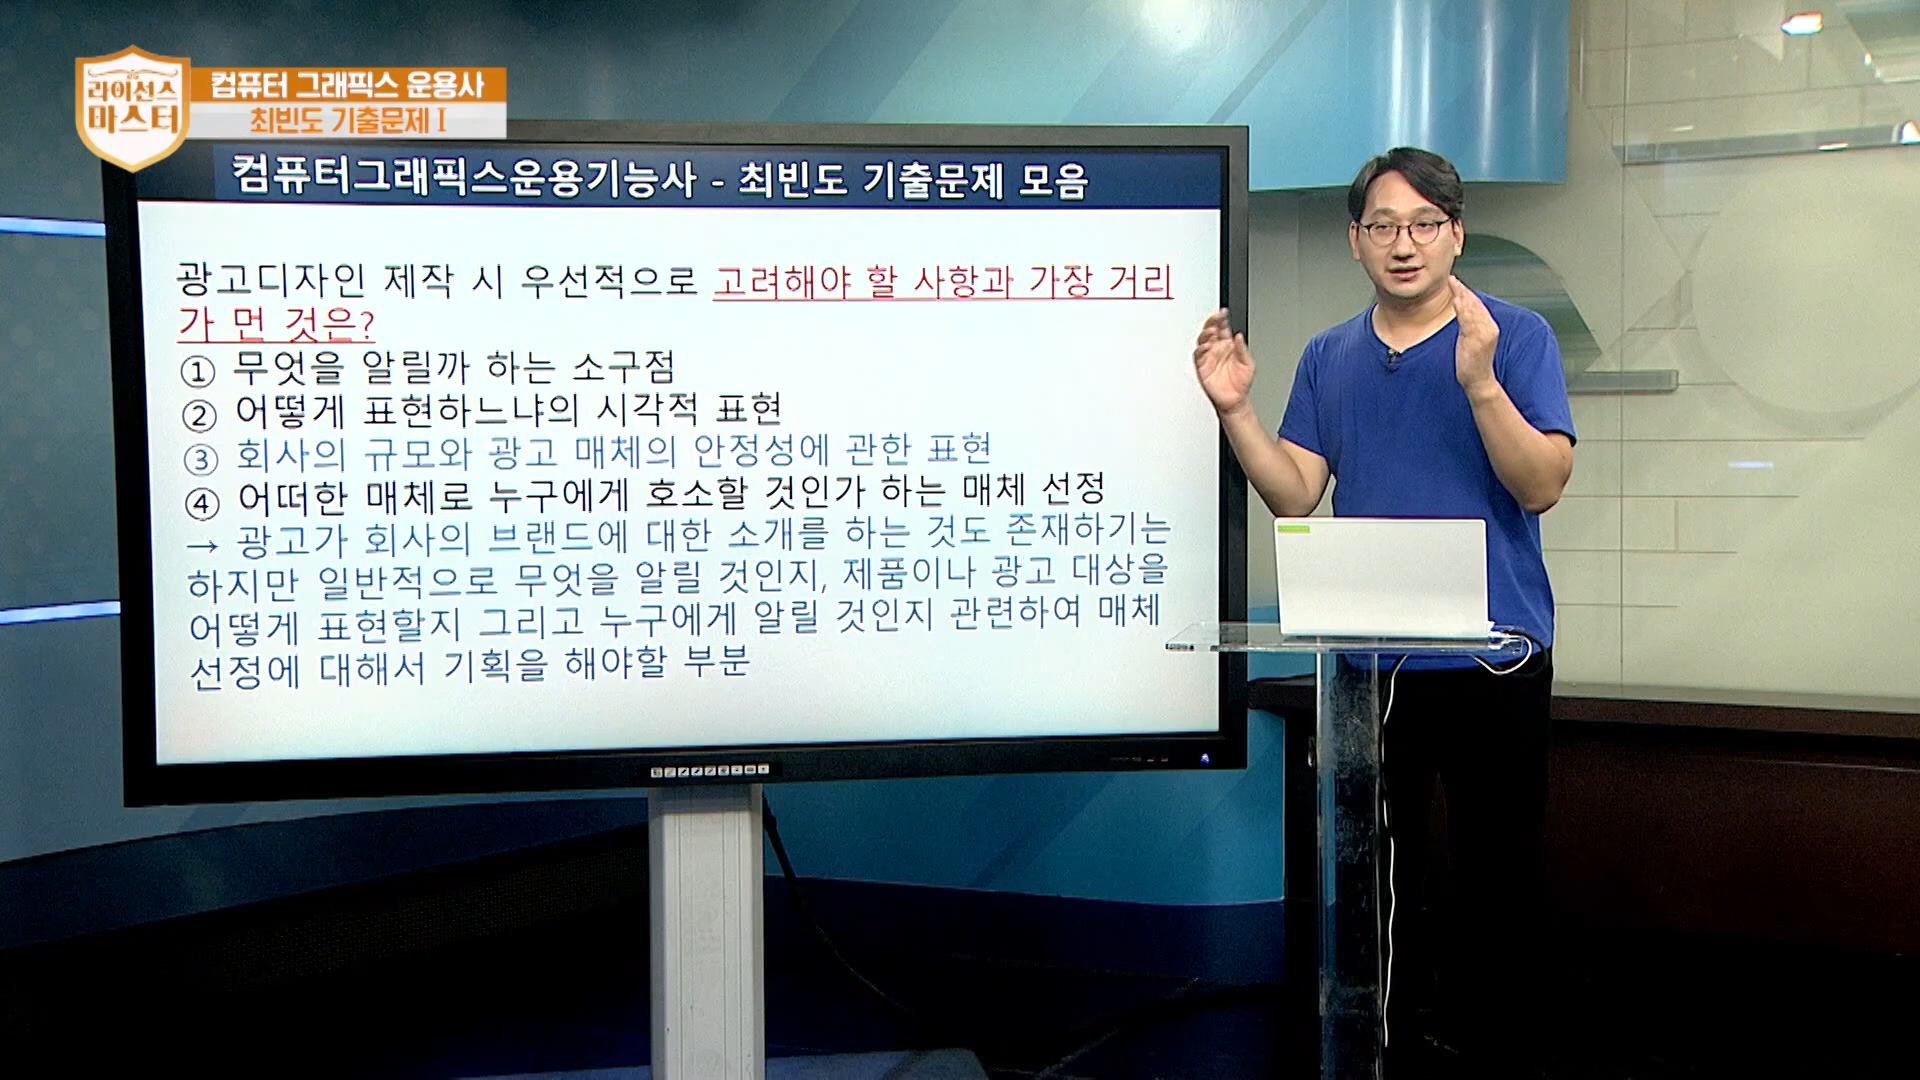 라이선스
마스터
컴퓨터 그래픽스 운용사
최빈도 기출문제 I
컴퓨터그래픽스운용기능사 - 최빈도 기출문제 모음
광고디자인 제작 시 우선적으로 고려해야 할 사항과 가장 거리
가 먼 것은?
① 무엇을 알릴까 하는 소구점
② 어떻게 표현하느냐의 시각적 표현
③ 회사의 규모와 광고 매체의 안정성에 관한 표현
④ 어떠한 매체로 누구에게 호소할 것인가 하는 매체 선정
→ 광고가 회사의 브랜드에 대한 소개를 하는 것도 존재하기는
하지만 일반적으로 무엇을 알릴 것인지, 제품이나 광고 대상을
어떻게 표현할지 그리고 누구에게 알릴 것인지 관련하여 매체
선정에 대해서 기획을 해야할 부분